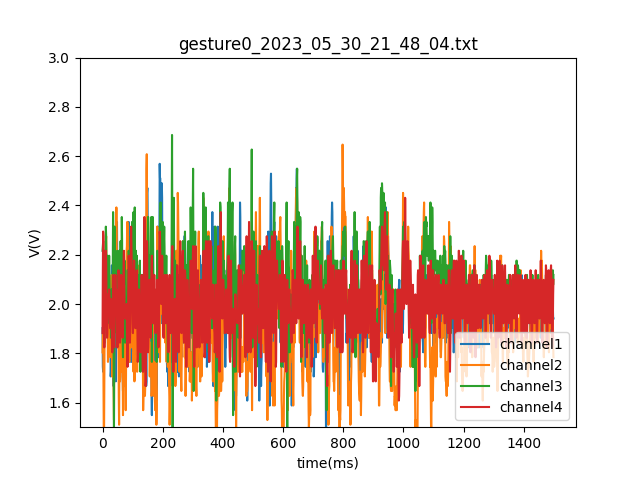 gesture0_2023_05_30_21_48_04.txt
3.0
2.8
2.6
2.4
2.2
2.0
1.8
1.6
V(V)
0 200 400 600 800 1000 1200 1400
time(ms)
channel1
channel2
channel3
channel4